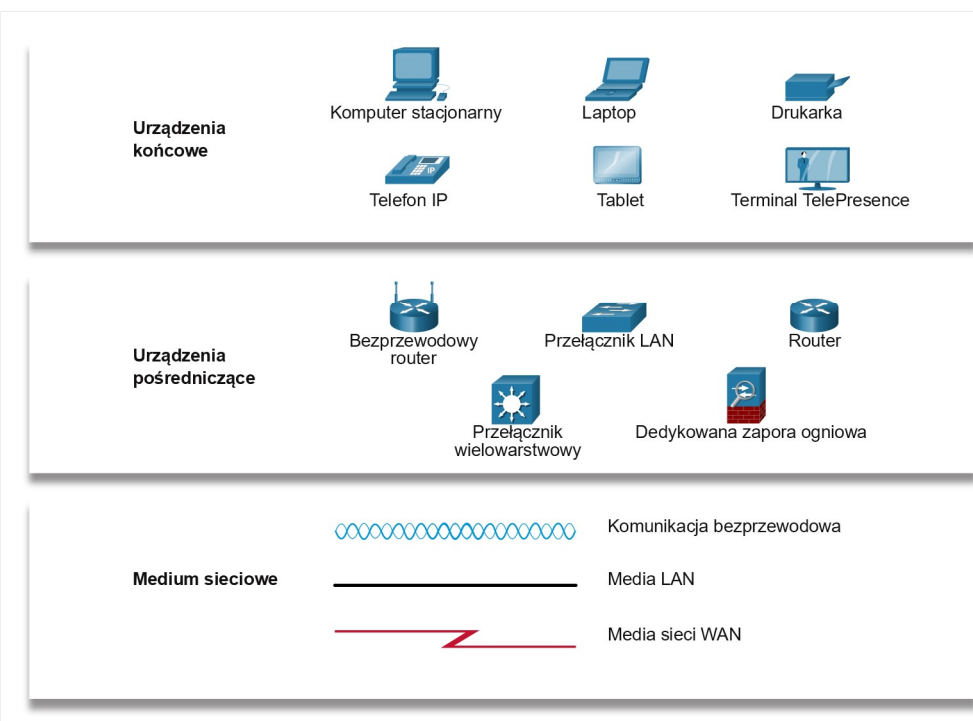 Urządzenia
końcowe
Komputer stacjonarny
Laptop
Drukarka
IP
Telefon IP
Tablet
Terminal TelePresence
Urządzenia
pośredniczące
Bezprzewodowy
router
Przełącznik LAN
Router
Przełącznik
wielowarstwowy
Dedykowana zapora ogniowa
Medium sieciowe
Komunikacja bezprzewodowa
Media LAN
Media sieci WAN